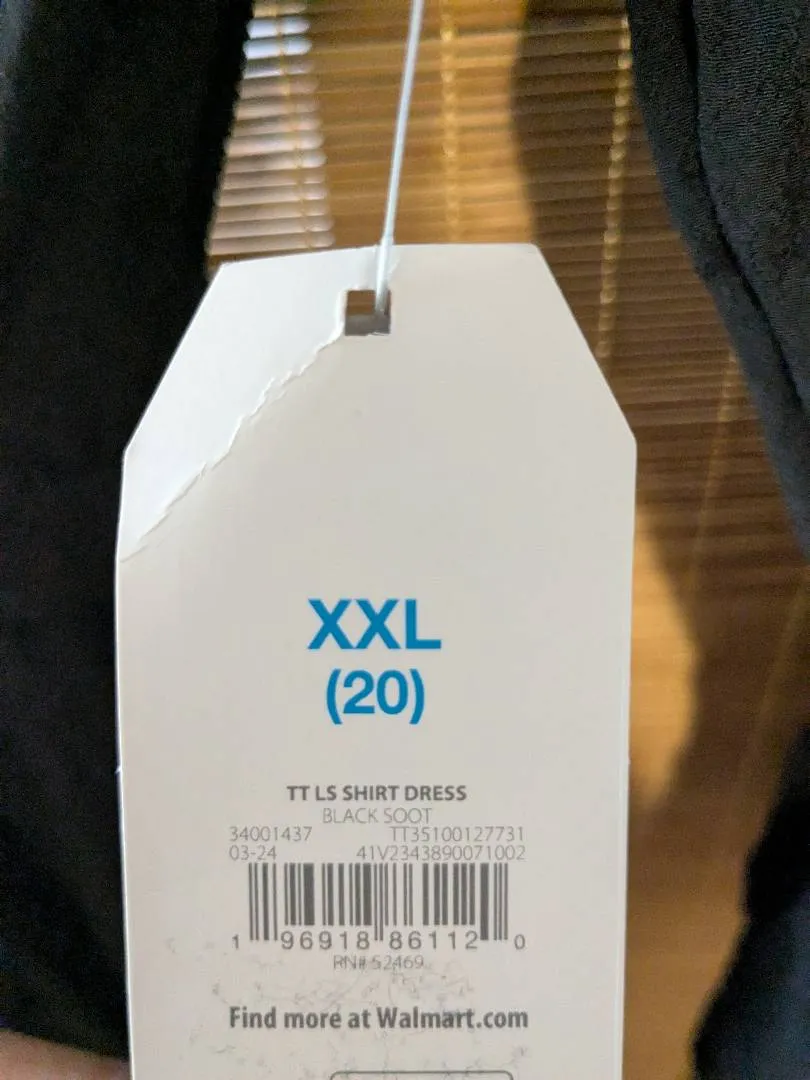 XXL
(20)
TT LS SHIRT DRESS
BLACK SOOT
34001437 TT35100127731
03-24 41V2343890071002
1 96918 86112 0
RN# 52469
Find more at Walmart.com